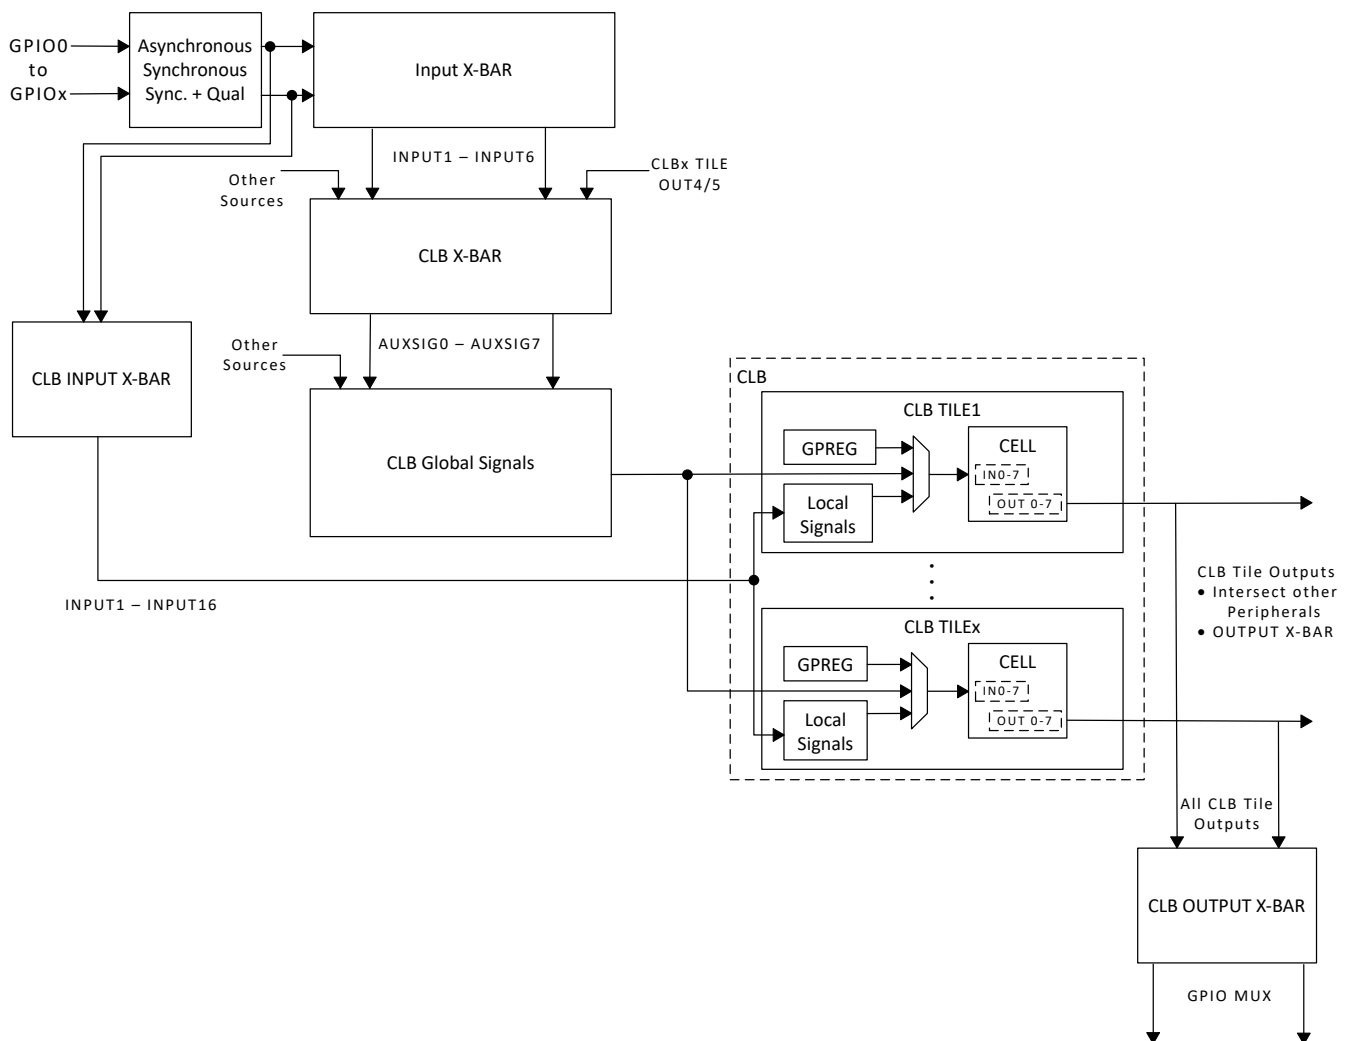 GPIO0
to
GPIOx
Asynchronous
Synchronous
Sync. + Qual
Input X-BAR
INPUT1 – INPUT6
Other
Sources
CLBx TILE
OUT4/5
CLB X-BAR
AUXSIG0 – AUXSIG7
Other
Sources
CLB INPUT X-BAR
CLB Global Signals
INPUT1 – INPUT16
CLB
CLB TILE1
GPREG
Local
Signals
CELL
IN0-7
OUT 0-7
CLB TILEx
GPREG
Local
Signals
CELL
IN0-7
OUT 0-7
CLB Tile Outputs
• Intersect other
Peripherals
• OUTPUT X-BAR
All CLB Tile
Outputs
CLB OUTPUT X-BAR
GPIO MUX